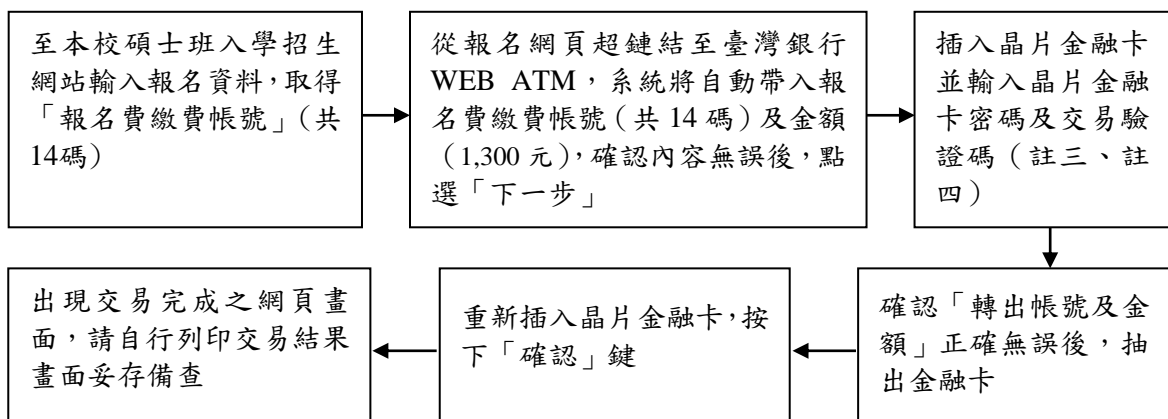 至本校碩士班入學招生
網站輸入報名資料，取得
「報名費繳費帳號」（共
14碼）
從報名網頁超鏈結至臺灣銀行
WEB ATM，系統將自動帶入報
名費繳費帳號（共 14 碼）及金額
（1,300 元），確認內容無誤後，點
選「下一步」
插入晶片金融卡
並輸入晶片金融
卡密碼及交易驗
證碼（註三、註
四）
確認「轉出帳號及金
額」正確無誤後，抽
出金融卡
重新插入晶片金融卡，按
下「確認」鍵
出現交易完成之網頁畫
面，請自行列印交易結果
畫面妥存備查